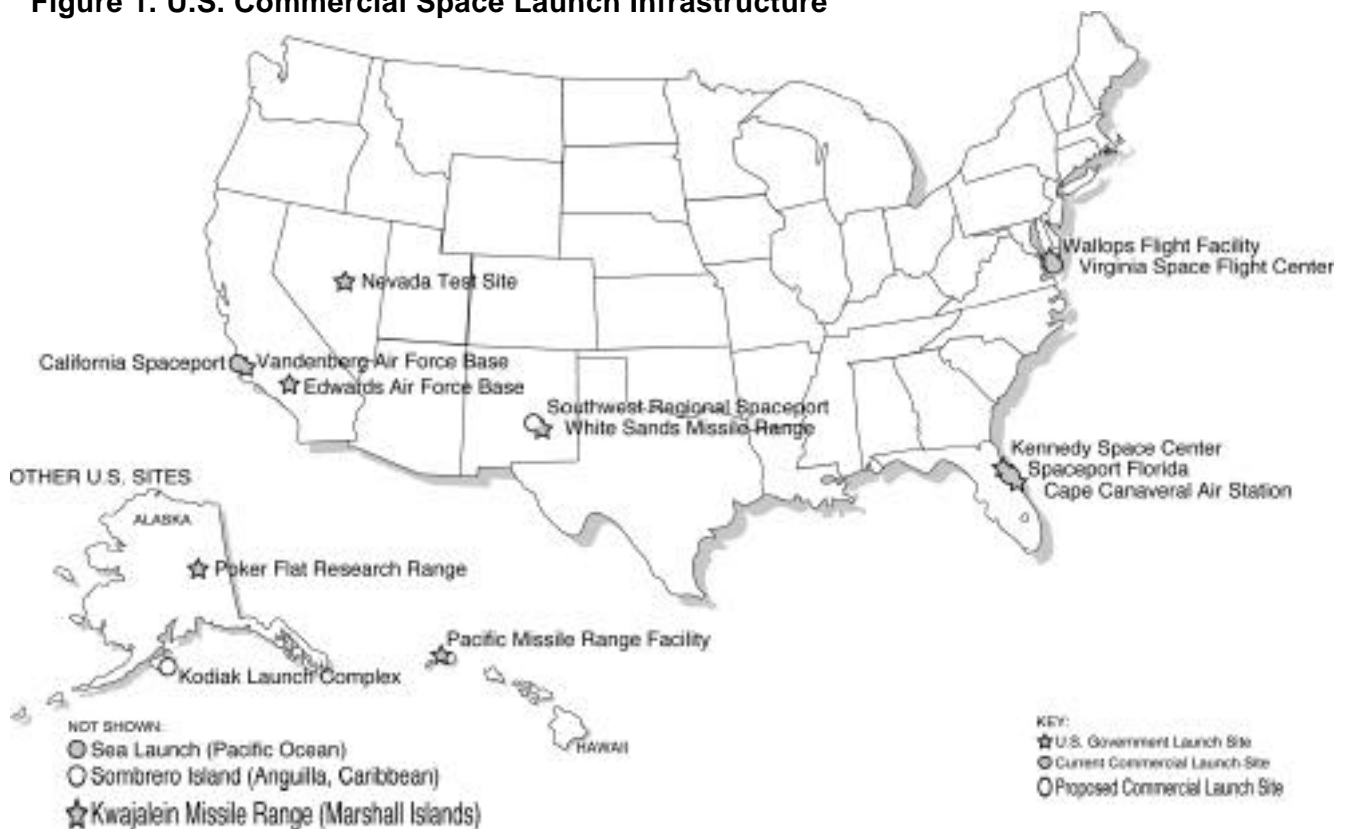 Figure 1. U.S. Commercial Space Launch Infrastructure
Wallops Flight Facility
Virginia Space Flight Center
Nevada Test Site
California Spaceport
Vandenberg Air Force Base
Edwards Air Force Base
Southwest Regional Spaceport
White Sands Missile Range
Kennedy Space Center
Spaceport Florida
Cape Canaveral Air Station
OTHER U.S. SITES
ALASKA
Poker Flat Research Range
Pacific Missile Range Facility
Kodiak Launch Complex
HAWAII
NOT SHOWN:
Sea Launch (Pacific Ocean)
Sombrero Island (Anguilla, Caribbean)
Kwajalein Missile Range (Marshall Islands)
KEY:
U.S. Government Launch Site
Current Commercial Launch Site
Proposed Commercial Launch Site